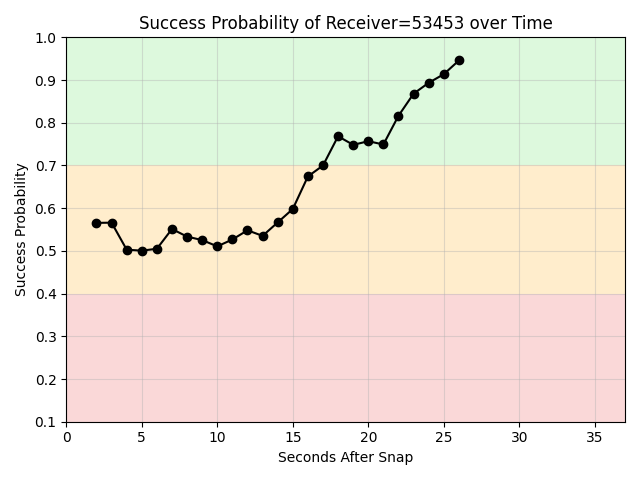 Success Probability of Receiver=53453 over Time
1.0
0.9
0.8
0.7
0.6
0.5
0.4
0.3
0.2
0.1
Success Probability
0 5 10 15 20 25 30 35
Seconds After Snap